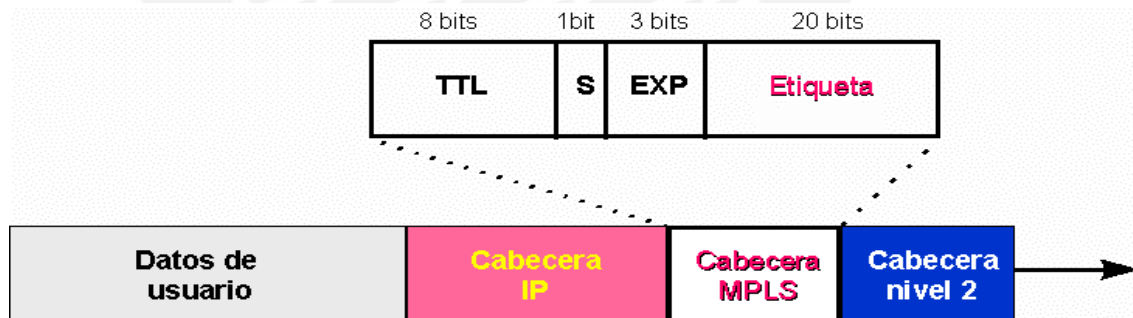 8 bits 1bit 3 bits 20 bits
TTL S EXP Etiqueta
Datos de usuario
Cabecera IP
Cabecera MPLS
Cabecera nivel 2